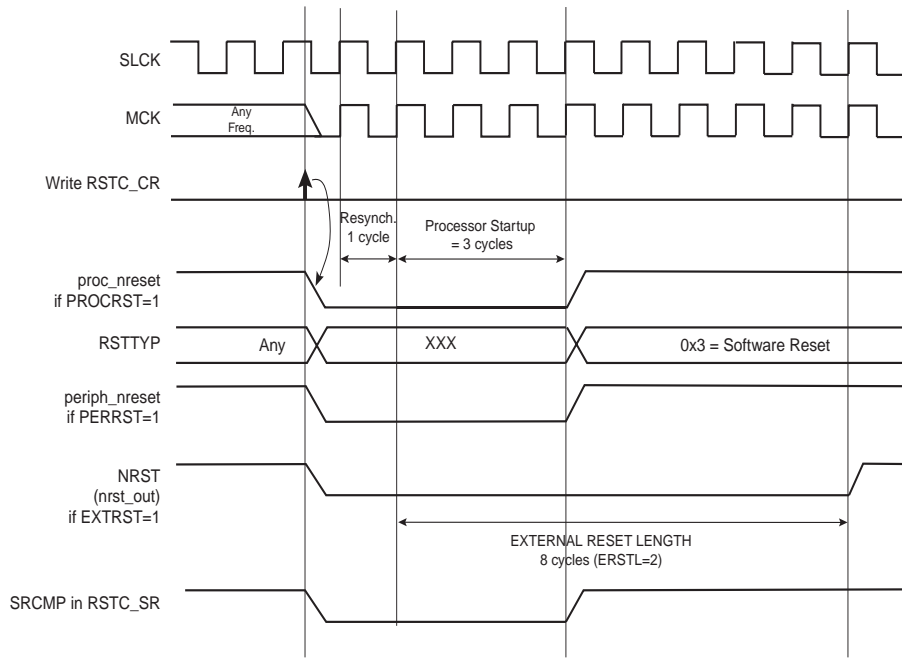 SLCK
MCK
Any
Freq.
Write RSTC_CR
Resynch.
1 cycle
Processor Startup
= 3 cycles
proc_nreset
if PROCRST=1
RSTTYP
Any
XXX
0x3 = Software Reset
periph_nreset
if PERRST=1
NRST
(nrst_out)
if EXTRST=1
EXTERNAL RESET LENGTH
8 cycles (ERSTL=2)
SRCMP in RSTC_SR